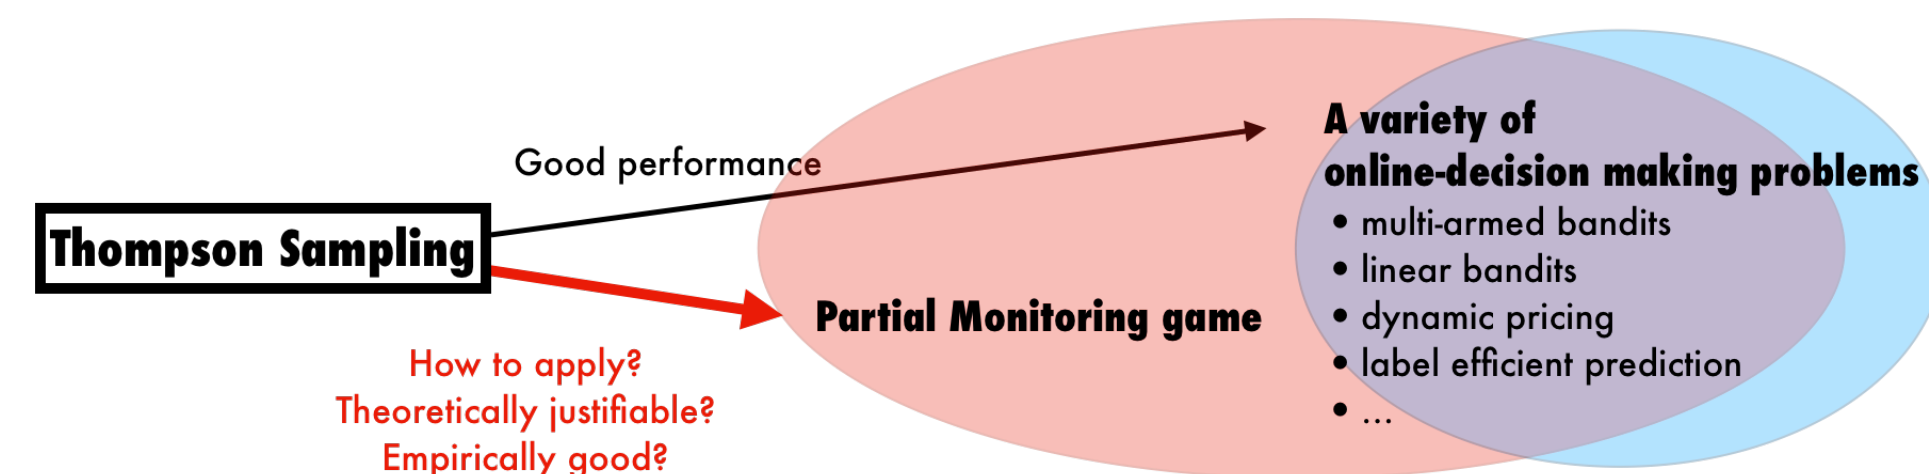 Good performance
Thompson Sampling
How to apply?
Theoretically justifiable?
Empirically good?
Partial Monitoring game
A variety of
online-decision making problems
• multi-armed bandits
• linear bandits
• dynamic pricing
• label efficient prediction
• ...